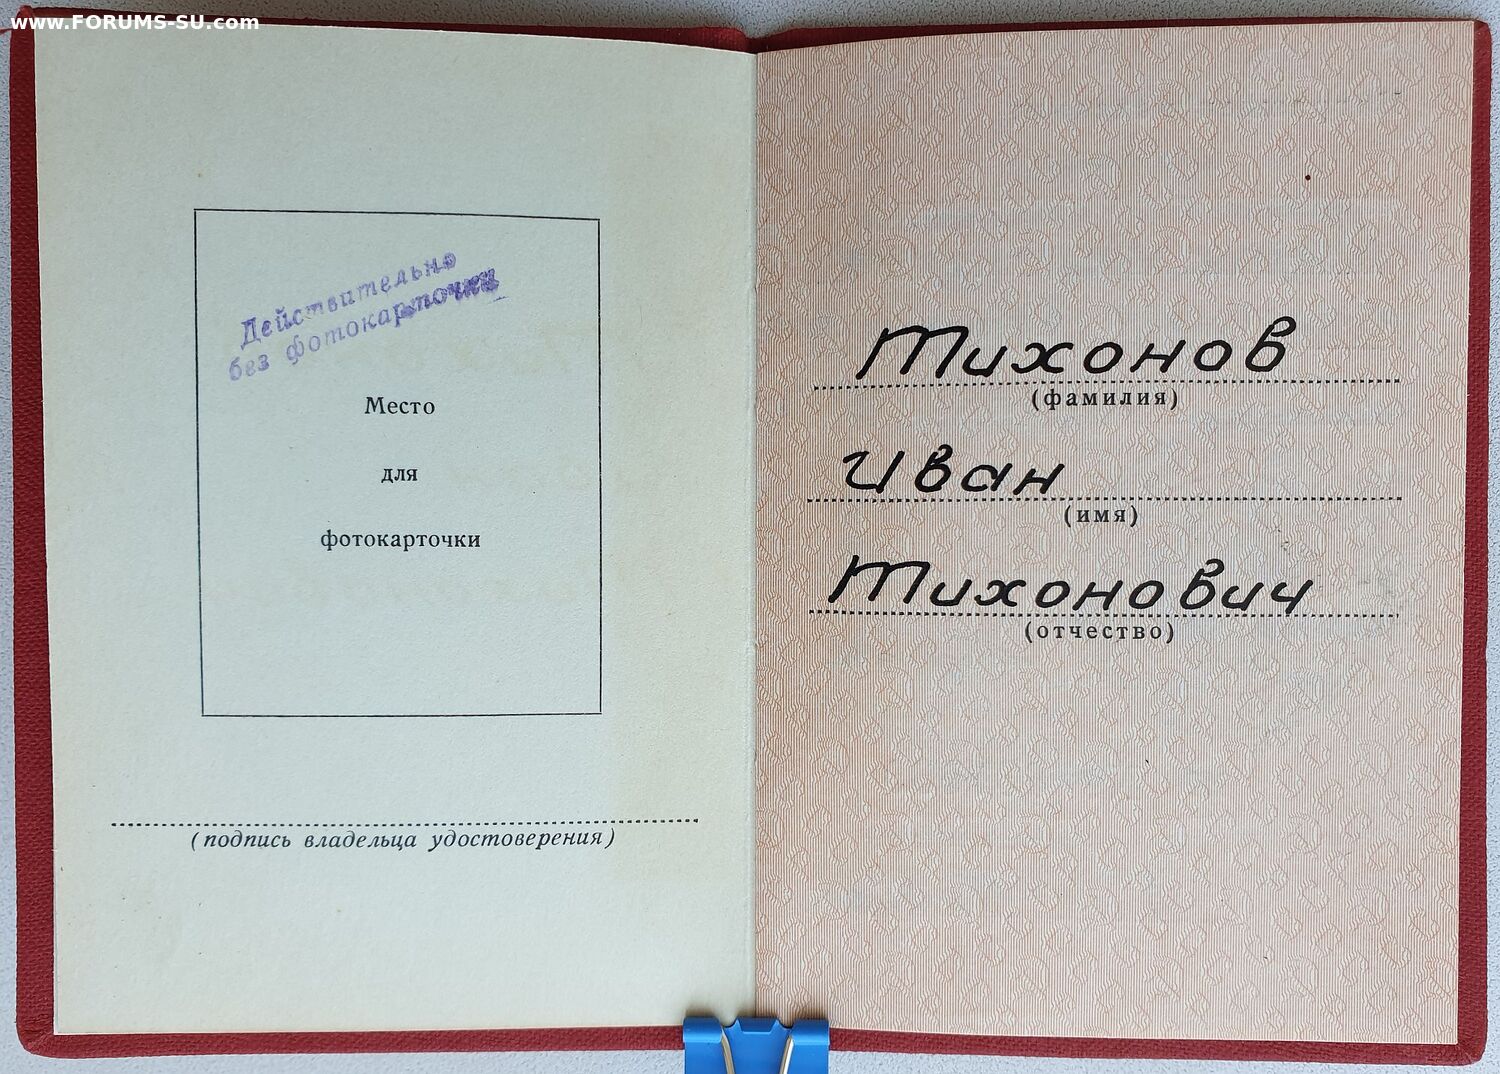 www.FORUMS-SU.com
Действительно
без фотокарточки
Место
для
фотокарточки
(подпись владельца удостоверения)
Тихонов
(фамилия)
Иван
(имя)
Тихонович
(отчество)